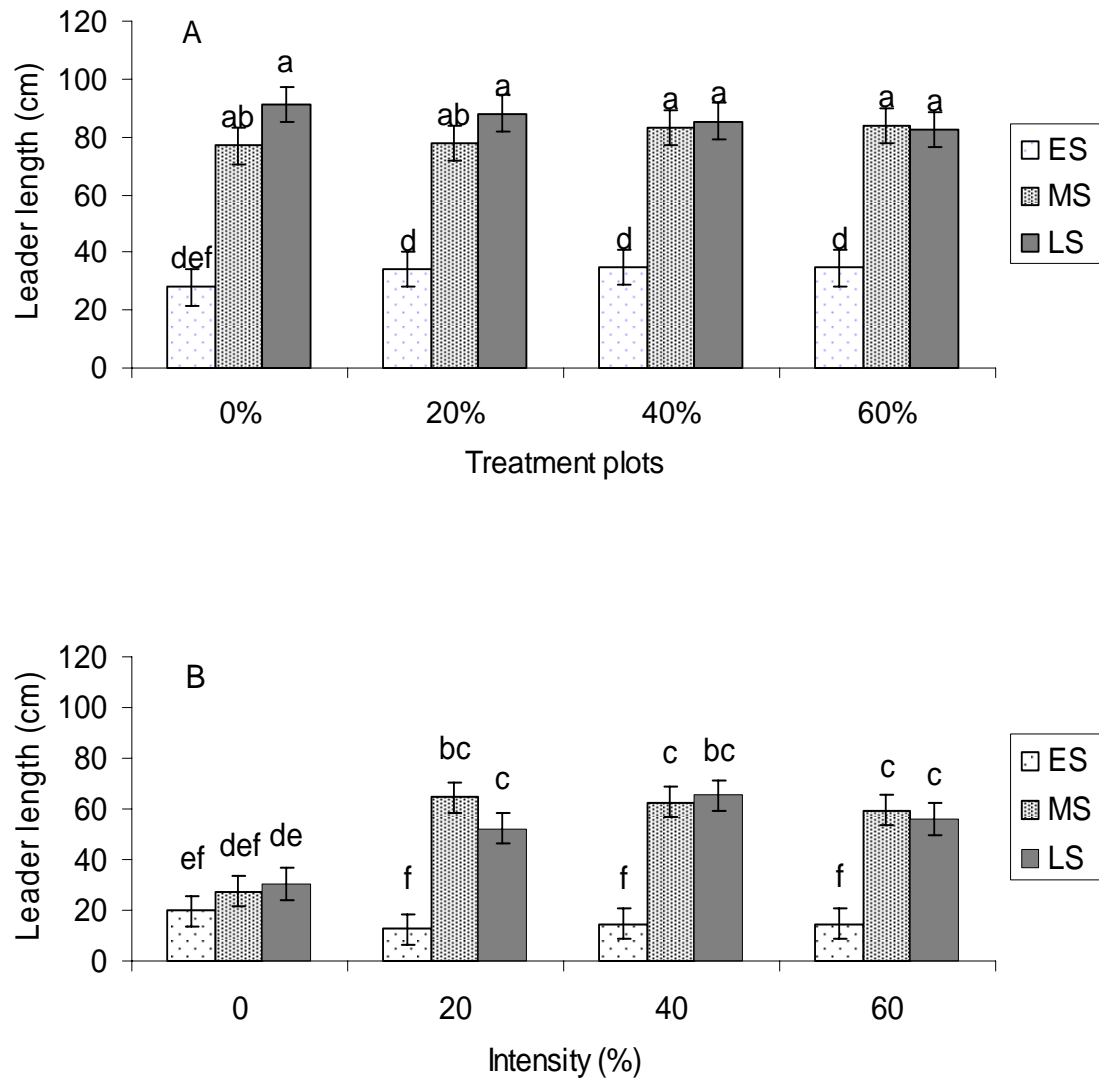 A
Leader length (cm)
120
100
80
60
40
20
0
def ab a
d ab a
d a a
d a a
0% 20% 40% 60%
Treatment plots
ES
MS
LS
B
Leader length (cm)
120
100
80
60
40
20
0
ef def de
f bc c
f c bc
f c c
0 20 40 60
Intensity (%)
ES
MS
LS